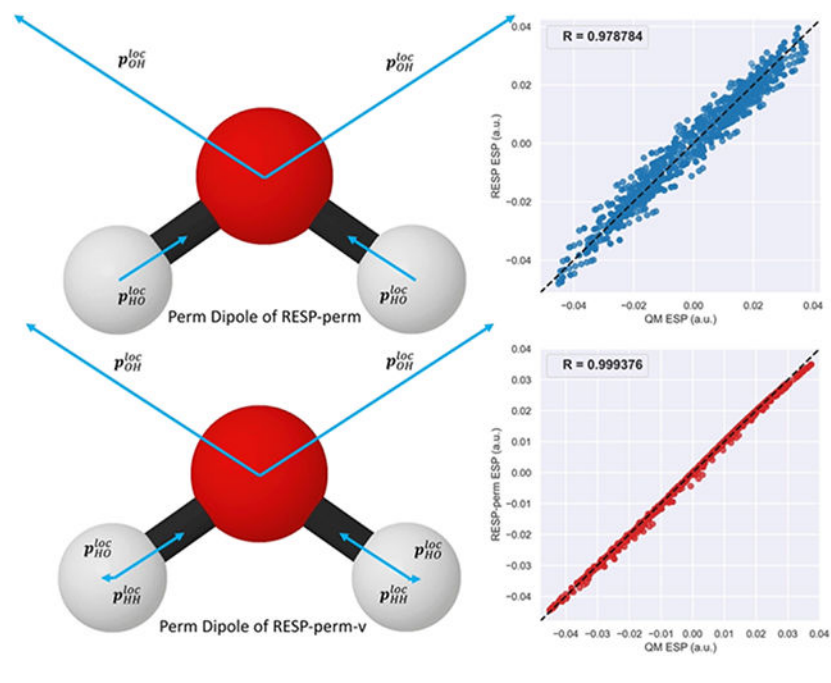 p_OH^loc
p_OH^loc
p_HO^loc
p_HO^loc
Perm Dipole of RESP-perm
p_OH^loc
p_OH^loc
p_HO^loc
p_HO^loc
p_HH^loc
p_HH^loc
Perm Dipole of RESP-perm-v
R = 0.978784
RESP ESP (a.u.)
0.04
0.02
0.00
−0.02
−0.04
−0.04 −0.02 0.00 0.02 0.04
QM ESP (a.u.)
R = 0.999376
RESP-perm ESP (a.u.)
0.04
0.03
0.02
0.01
0.00
−0.01
−0.02
−0.03
−0.04
−0.04 −0.03 −0.02 −0.01 0.00 0.01 0.02 0.03 0.04
QM ESP (a.u.)